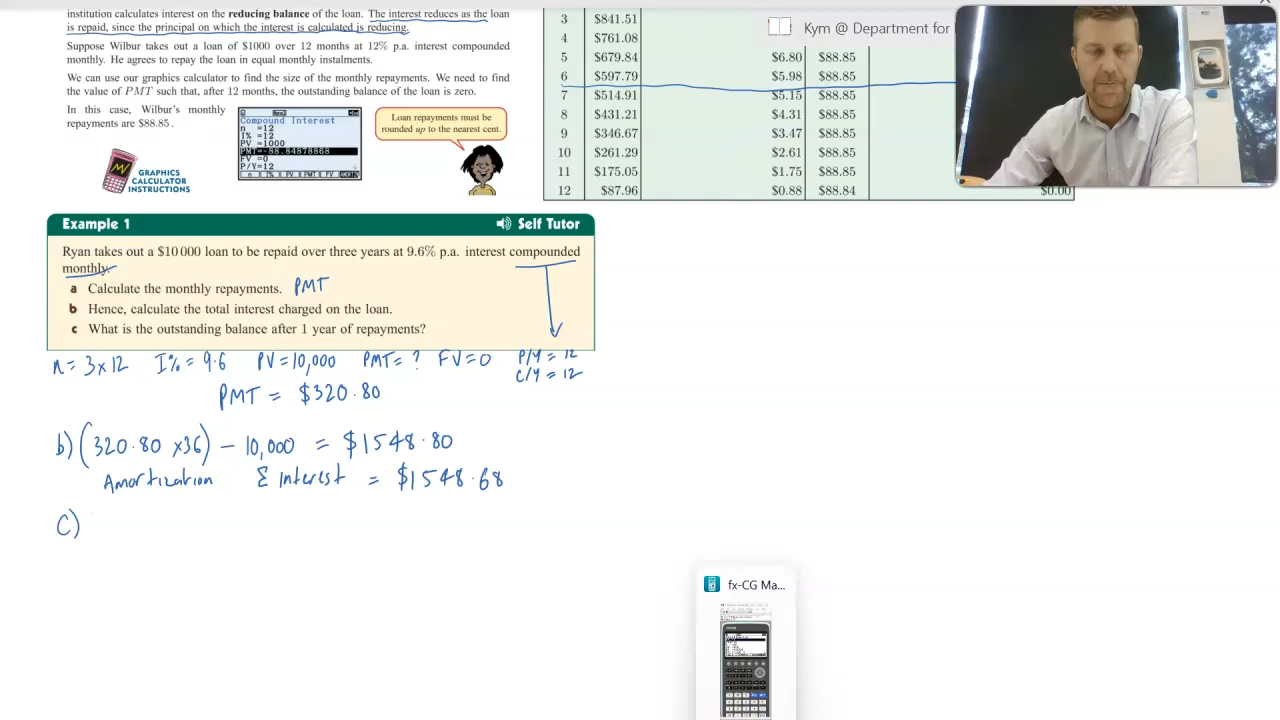 institution calculates interest on the reducing balance of the loan. The interest reduces as the loan
is repaid, since the principal on which the interest is calculated is reducing.
Suppose Wilbur takes out a loan of $1000 over 12 months at 12% p.a. interest compounded
monthly. He agrees to repay the loan in equal monthly instalments.
We can use our graphics calculator to find the size of the monthly repayments. We need to find
the value of PMT such that, after 12 months, the outstanding balance of the loan is zero.
In this case, Wilbur's monthly
repayments are $88.85.
Compound Interest
n =12
I% =12
PV =1000
PMT=-88.84878868
FV =0
P/Y=12
n I% PV PMT FV
Loan repayments must be
rounded up to the nearest cent.
GRAPHICS
CALCULATOR
INSTRUCTIONS
3 $841.51
4 $761.08
5 $679.84 $6.80 $88.85
6 $597.79 $5.98 $88.85
7 $514.91 $5.15 $88.85
8 $431.21 $4.31 $88.85
9 $346.67 $3.47 $88.85
10 $261.29 $2.61 $88.85
11 $175.05 $1.75 $88.85
12 $87.96 $0.88 $88.84 $0.00
Kym @ Department for
Example 1 Self Tutor
Ryan takes out a $10 000 loan to be repaid over three years at 9.6% p.a. interest compounded
monthly.
a Calculate the monthly repayments. PMT
b Hence, calculate the total interest charged on the loan.
c What is the outstanding balance after 1 year of repayments?
n = 3 x 12 I% = 9.6 PV = 10,000 PMT = ? FV = 0 P/Y = 12
C/Y = 12
PMT = $320.80
b) (320.80 x 36) - 10,000 = $1548.80
Amortization Σ Interest = $1548.68
C)
fx-CG Ma...